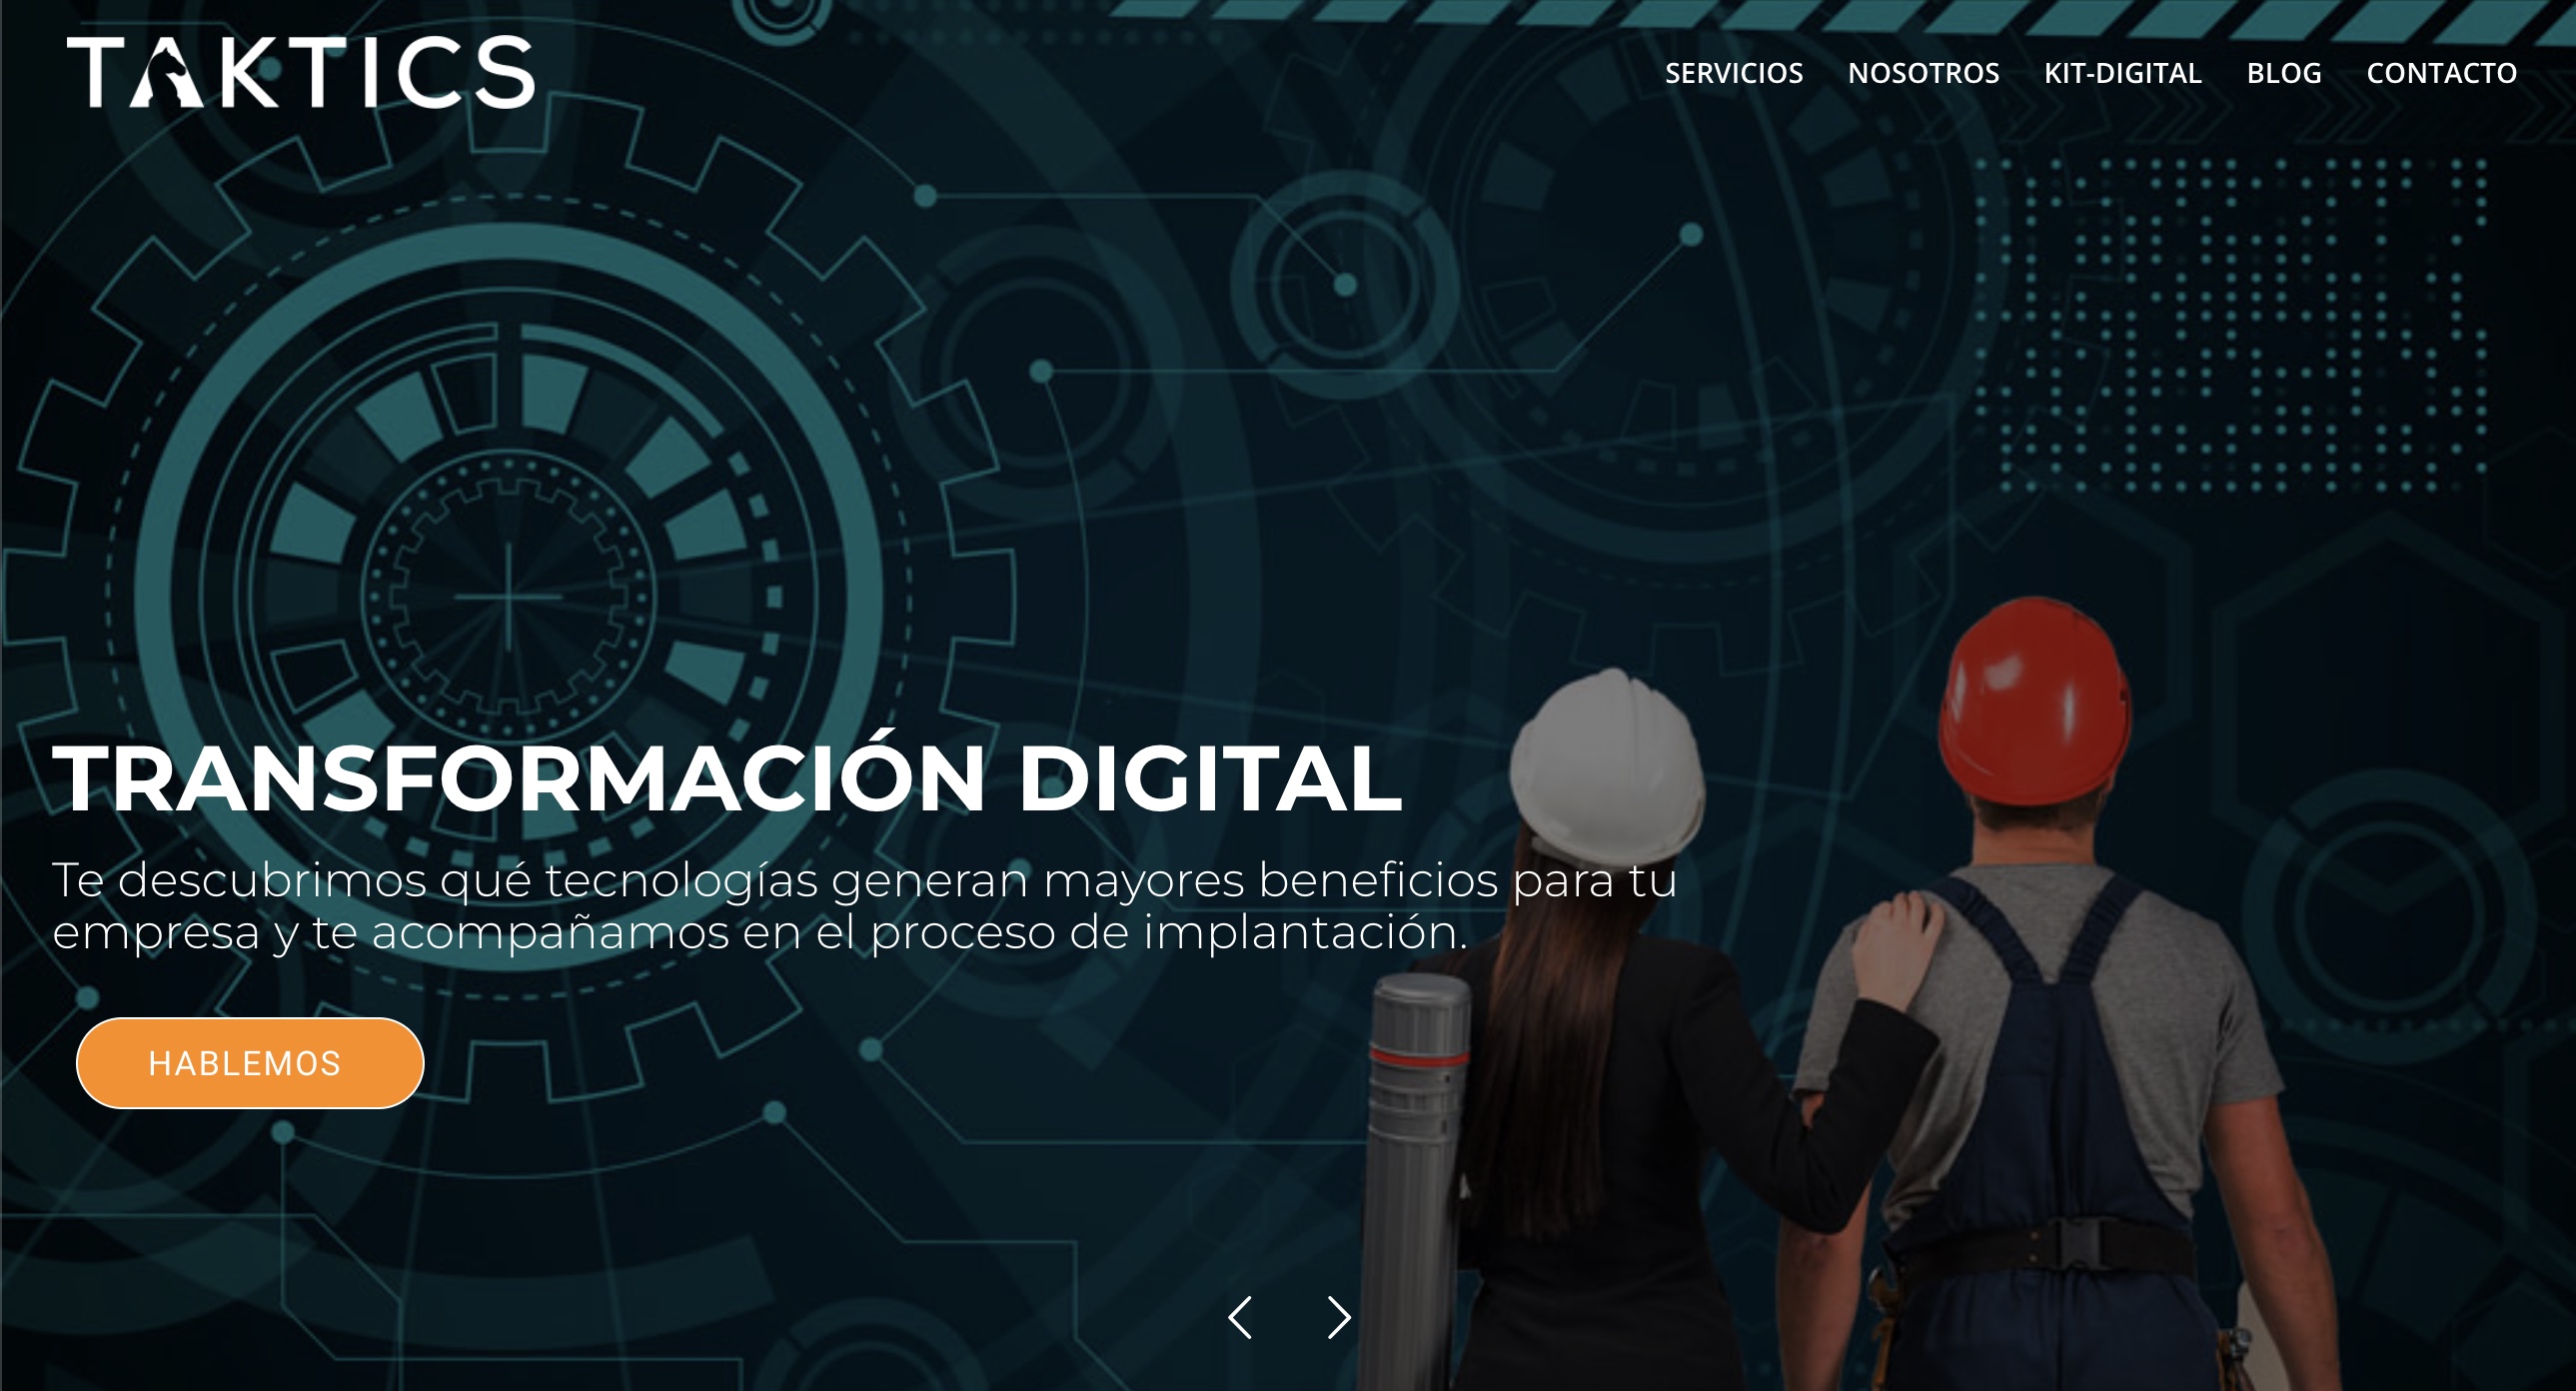 TAKTICS
SERVICIOS NOSOTROS KIT-DIGITAL BLOG CONTACTO
TRANSFORMACIÓN DIGITAL
Te descubrimos qué tecnologías generan mayores beneficios para tu
empresa y te acompañamos en el proceso de implantación.
HABLEMOS